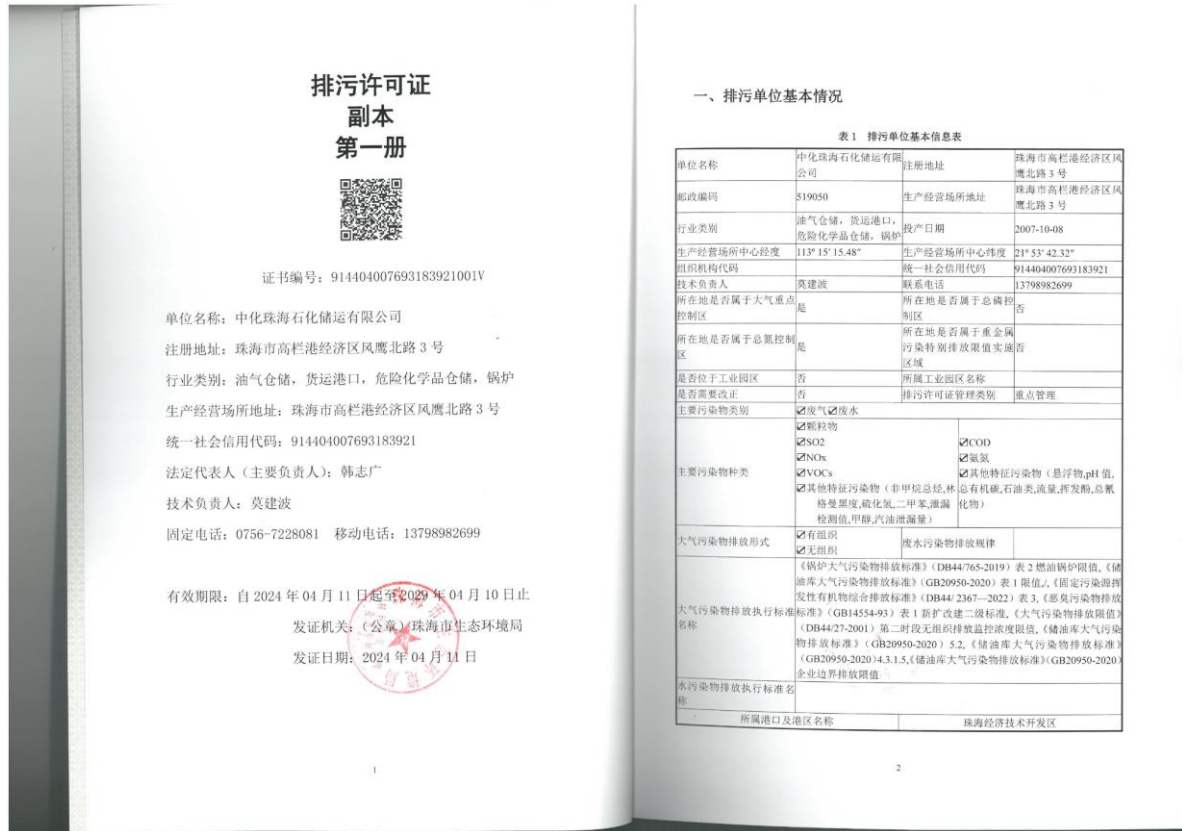 排污许可证
副本
第一册
证书编号：914404007693183921001V
单位名称：中化珠海石化储运有限公司
注册地址：珠海市高栏港经济区风鹰北路 3 号
行业类别：油气仓储，货运港口，危险化学品仓储，锅炉
生产经营场所地址：珠海市高栏港经济区风鹰北路 3 号
统一社会信用代码：914404007693183921
法定代表人（主要负责人）：韩志广
技术负责人：莫建波
固定电话：0756-7228081 移动电话：13798982699
有效期限：自 2024 年 04 月 11 日起至 2029 年 04 月 10 日止
发证机关：（公章）珠海市生态环境局
发证日期：2024 年 04 月 11 日
1
一、排污单位基本情况
表 1 排污单位基本信息表
单位名称 中化珠海石化储运有限公司 注册地址 珠海市高栏港经济区风鹰北路 3 号
邮政编码 519050 生产经营场所地址 珠海市高栏港经济区风鹰北路 3 号
行业类别 油气仓储，货运港口，危险化学品仓储，锅炉 投产日期 2007-10-08
生产经营场所中心经度 113° 15′ 15.48″ 生产经营场所中心纬度 21° 53′ 42.32″
组织机构代码 统一社会信用代码 914404007693183921
技术负责人 莫建波 联系电话 13798982699
所在地是否属于大气重点控制区 是 所在地是否属于总磷控制区 否
所在地是否属于总氮控制区 是 所在地是否属于重金属污染特别排放限值实施区域 否
是否位于工业园区 否 所属工业园区名称
是否需要改正 否 排污许可证管理类别 重点管理
主要污染物类别 ☑废气☑废水
主要污染物种类
☑颗粒物
☑SO2
☑NOx
☑VOCs
☑其他特征污染物（非甲烷总烃,林格曼黑度,硫化氢,二甲苯,泄漏检测值,甲醇,汽油泄漏量）
☑COD
☑氨氮
☑其他特征污染物（悬浮物,pH 值,总有机碳,石油类,流量,挥发酚,总氰化物）
大气污染物排放形式 ☑有组织 ☑无组织 废水污染物排放规律
大气污染物排放执行标准名称
《锅炉大气污染物排放标准》（DB44/765-2019）表 2 燃油锅炉限值,《储
油库大气污染物排放标准》（GB20950-2020）表 1 限值,/,《固定污染源挥
发性有机物综合排放标准》（DB44/ 2367—2022）表 3,《恶臭污染物排放
标准》（GB14554-93）表 1 新扩改建二级标准,《大气污染物排放限值》
（DB44/27-2001）第二时段无组织排放监控浓度限值,《储油库大气污染
物排放标准》（GB20950-2020）5.2,《储油库大气污染物排放标准》
（GB20950-2020)4.3.1.5,《储油库大气污染物排放标准》（GB20950-2020）
企业边界排放限值
水污染物排放执行标准名称
所属港口及港区名称 珠海经济技术开发区
2